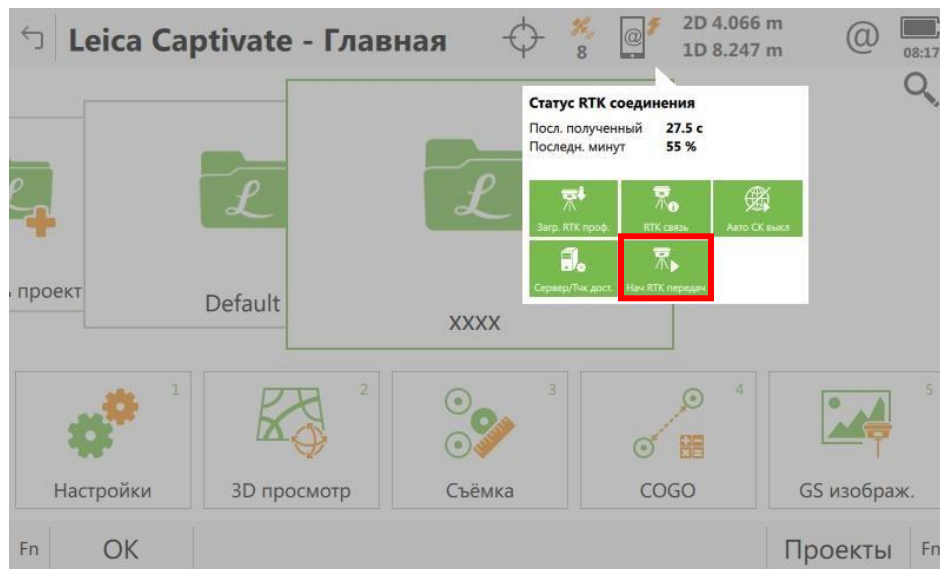 Leica Captivate - Главная
8
@
2D 4.066 m
1D 8.247 m
@
08:17
Статус RTK соединения
Посл. полученный 27.5 с
Последн. минут 55 %
Загр. RTK проф.
RTK связь
Авто СК выкл
Сервер/Тчк дост.
Нач RTK передач
ь проект
Default
xxxx
1
Настройки
2
3D просмотр
3
Съёмка
4
COGO
5
GS изображ.
Fn
OK
Проекты
Fn